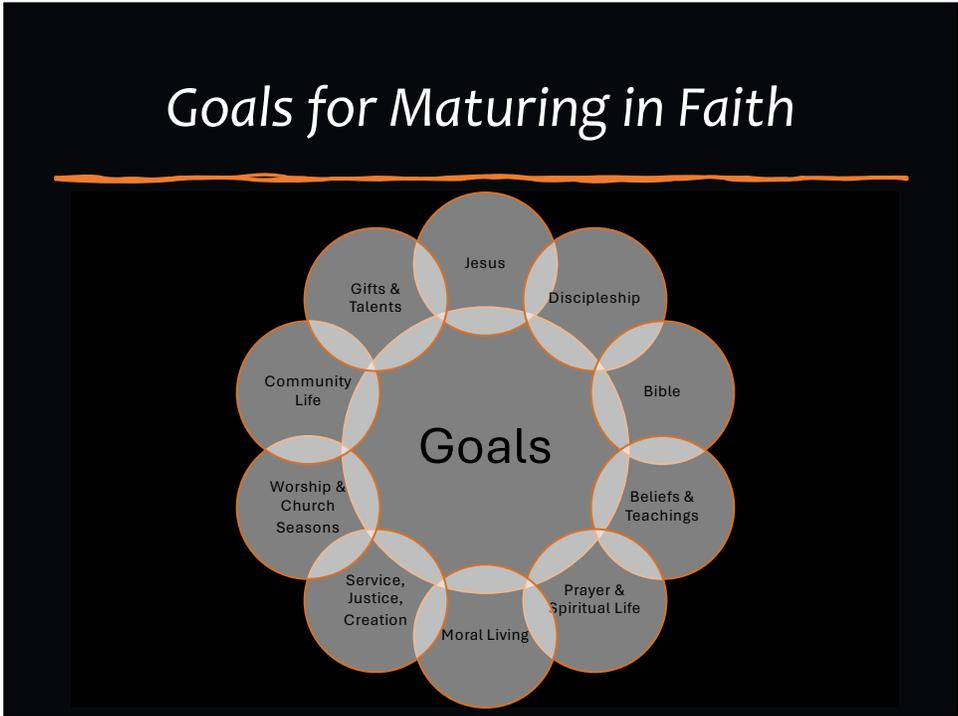 Goals for Maturing in Faith
Jesus
Discipleship
Bible
Beliefs &
Teachings
Prayer &
Spiritual Life
Moral Living
Service,
Justice,
Creation
Worship &
Church
Seasons
Community
Life
Gifts &
Talents
Goals